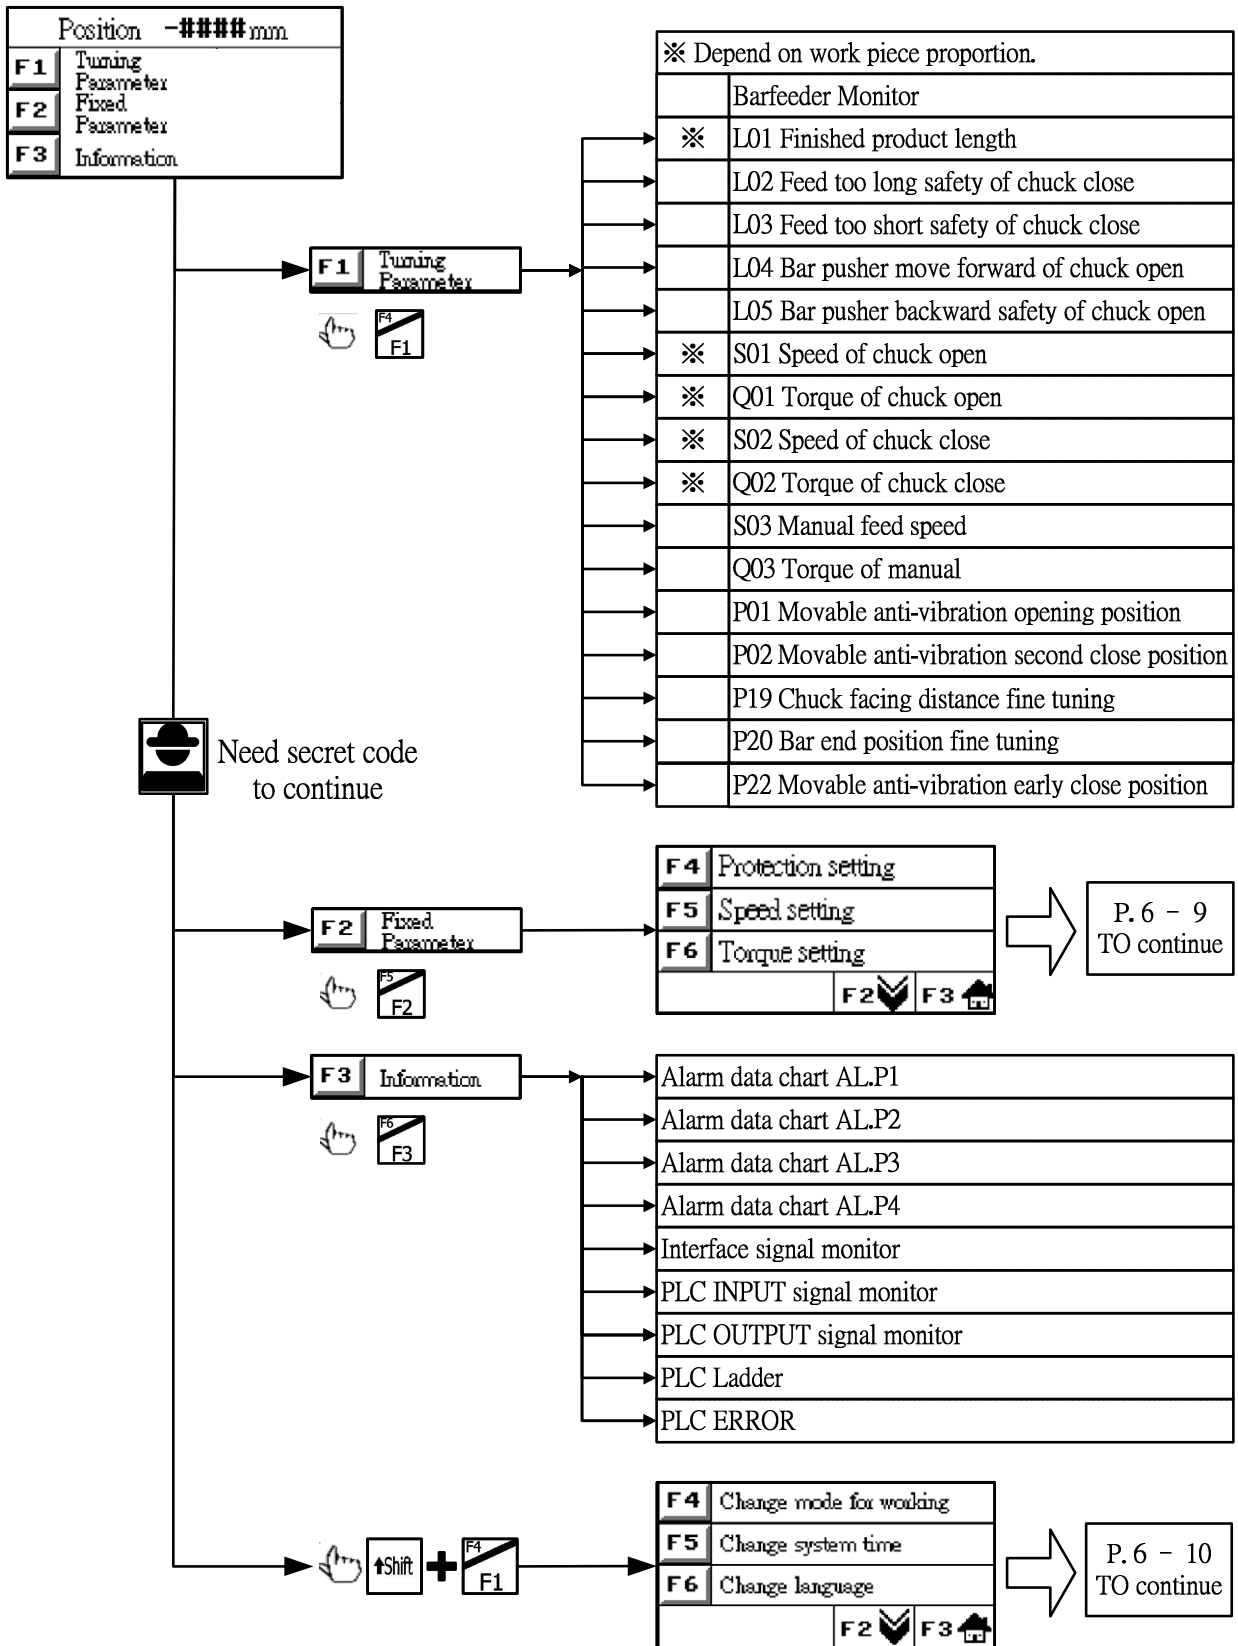 Position -####mm
F1 Tuning
Parameter
F2 Fixed
Parameter
F3 Information
※ Depend on work piece proportion.
Barfeeder Monitor
※ L01 Finished product length
L02 Feed too long safety of chuck close
L03 Feed too short safety of chuck close
L04 Bar pusher move forward of chuck open
L05 Bar pusher backward safety of chuck open
※ S01 Speed of chuck open
※ Q01 Torque of chuck open
※ S02 Speed of chuck close
※ Q02 Torque of chuck close
S03 Manual feed speed
Q03 Torque of manual
P01 Movable anti-vibration opening position
P02 Movable anti-vibration second close position
P19 Chuck facing distance fine tuning
P20 Bar end position fine tuning
P22 Movable anti-vibration early close position
F1 Tuning
Parameter
F4
F1
Need secret code
to continue
F2 Fixed
Parameter
F5
F2
F4 Protection setting
F5 Speed setting
F6 Torque setting
F2 F3
P. 6 - 9
TO continue
F3 Information
F6
F3
Alarm data chart AL.P1
Alarm data chart AL.P2
Alarm data chart AL.P3
Alarm data chart AL.P4
Interface signal monitor
PLC INPUT signal monitor
PLC OUTPUT signal monitor
PLC Ladder
PLC ERROR
↑Shift + F4
F1
F4 Change mode for working
F5 Change system time
F6 Change language
F2 F3
P. 6 - 10
TO continue